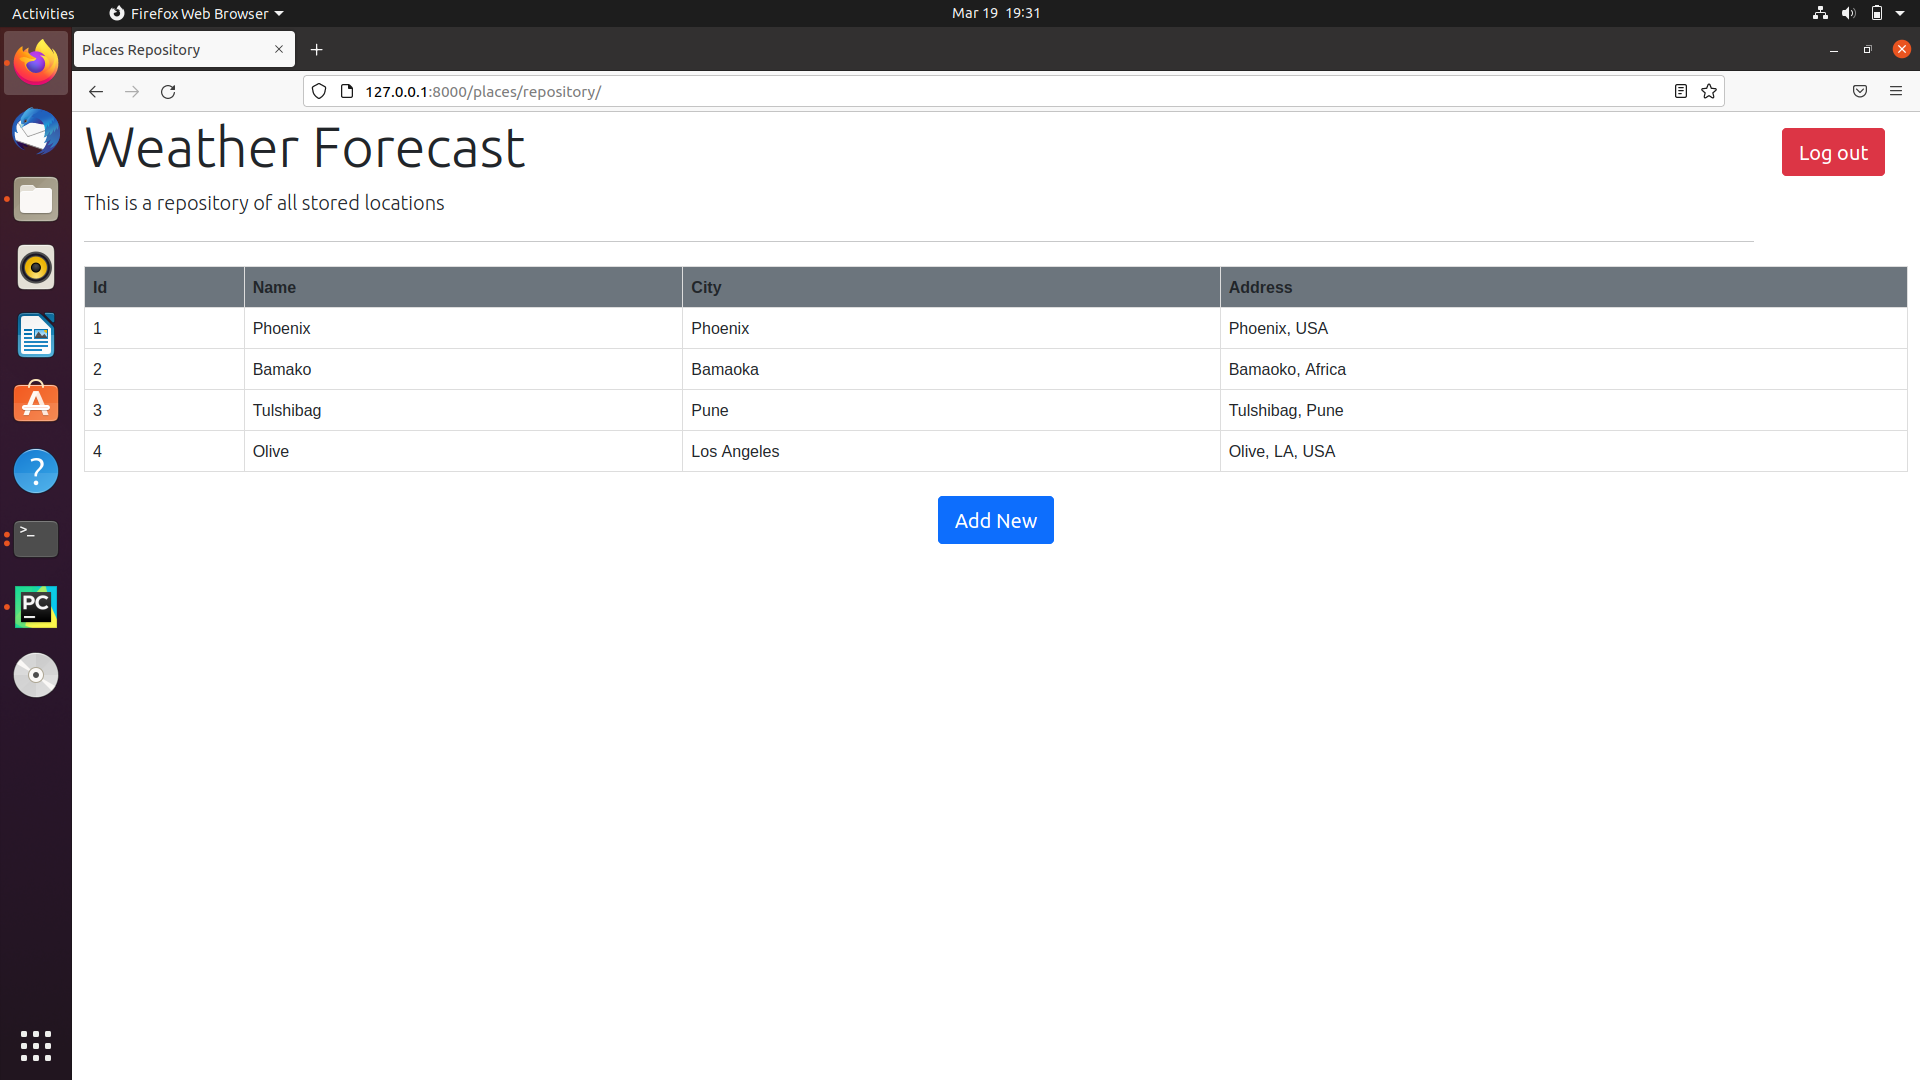 Activities Firefox Web Browser Mar 19 19:31
Places Repository
127.0.0.1:8000/places/repository/
Weather Forecast
Log out
This is a repository of all stored locations
Id Name City Address
1 Phoenix Phoenix Phoenix, USA
2 Bamako Bamaoka Bamaoko, Africa
3 Tulshibag Pune Tulshibag, Pune
4 Olive Los Angeles Olive, LA, USA
Add New
>_
?
PC